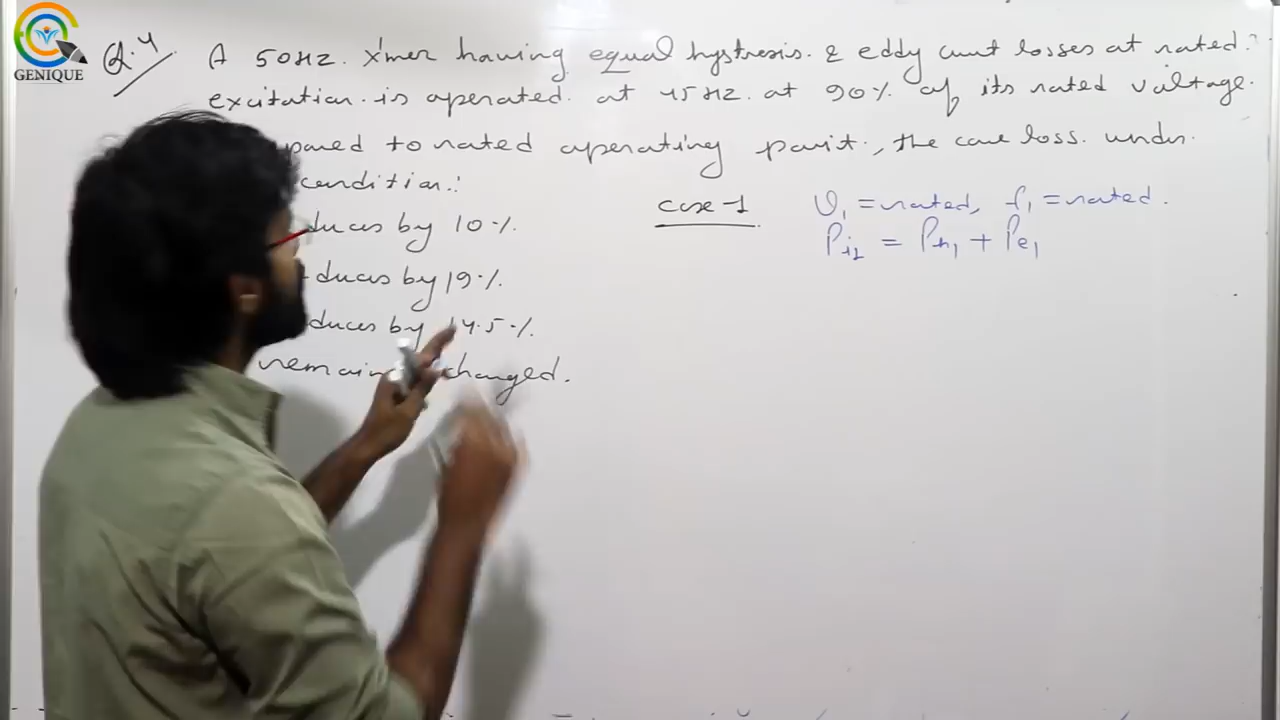 GENIQUE
Q.4 A 50HZ. X'mer having equal hystresis. & eddy cunt losses at rated.
excitation is operated. at 45HZ. at 90% of its rated voltage.
pared to rated operating point., the core loss. under.
condition.:
duces by 10%.
duces by 19%.
duces by 14.5%.
remain changed.
case-1 V1 = rated, f1 = rated.
Pi1 = Ph1 + Pe1